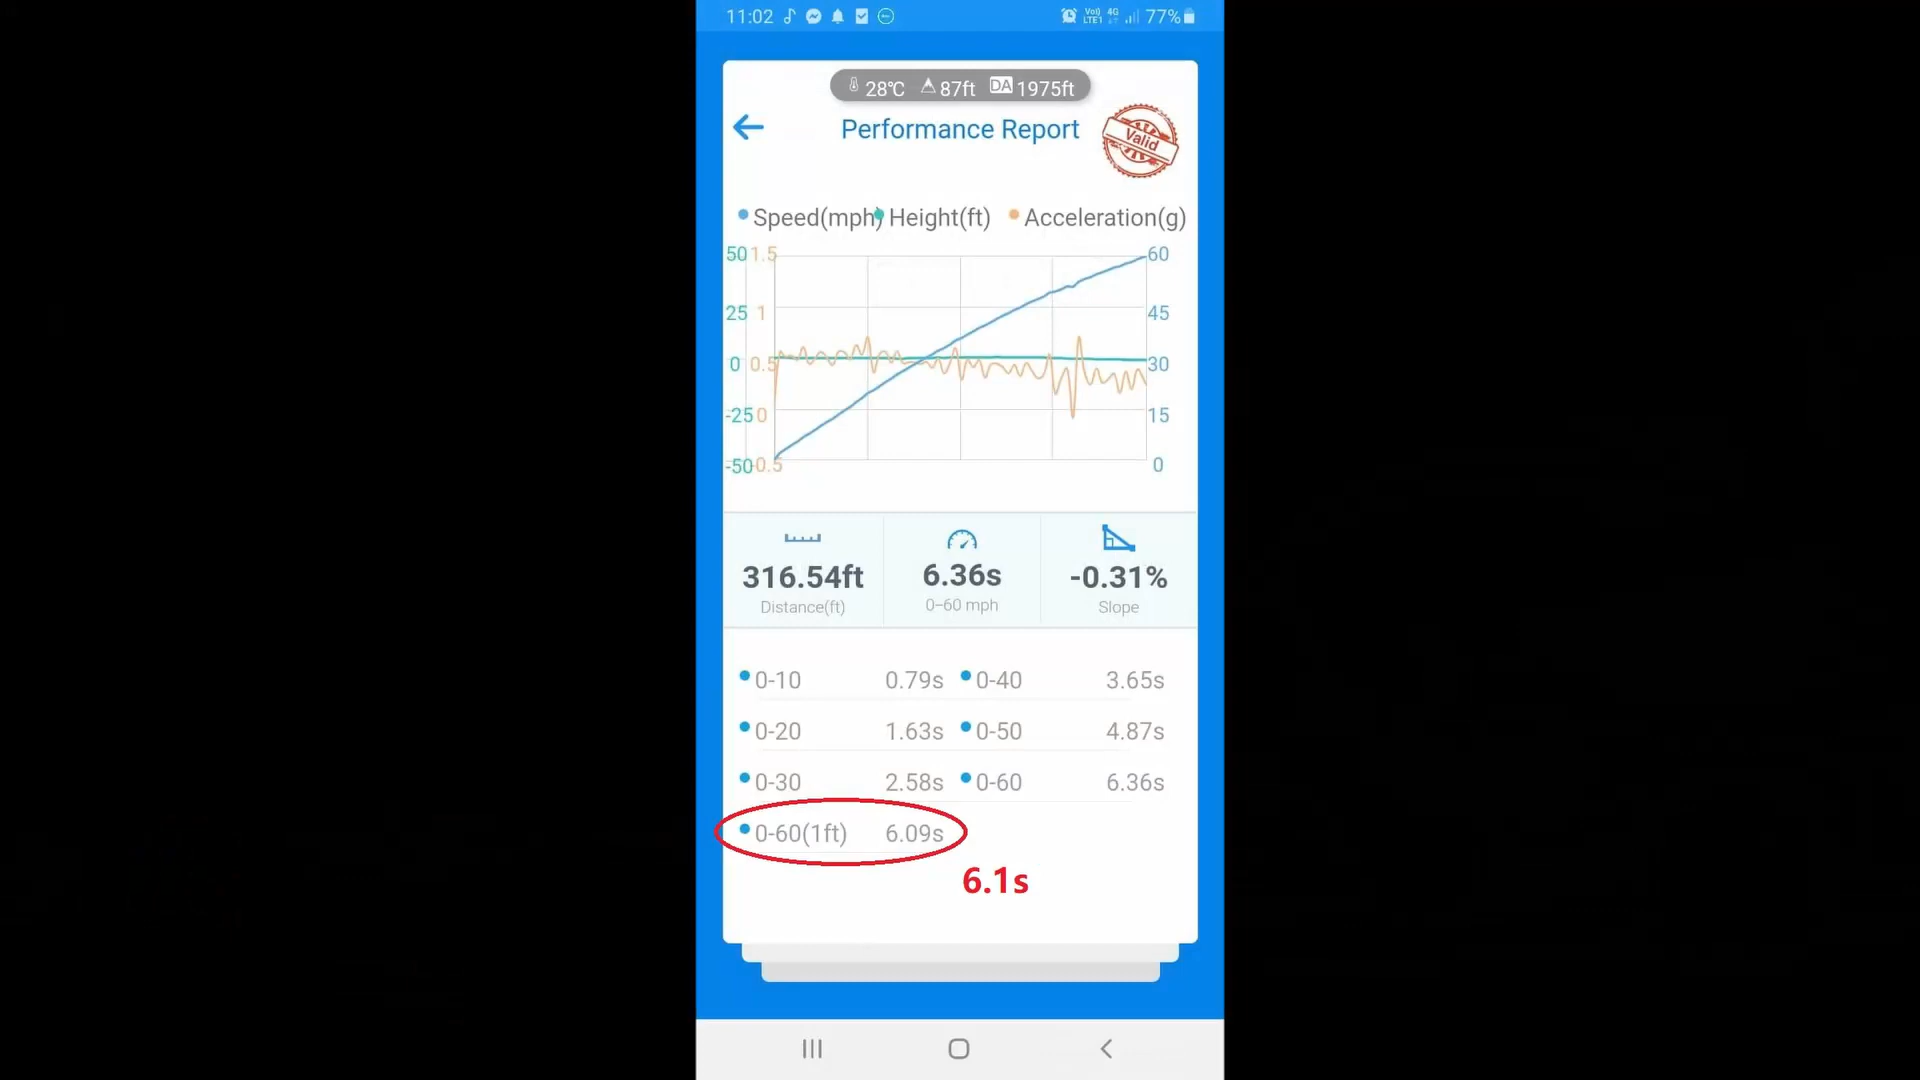 11:02 VoI) LTE1 4G 77%
28℃ 87ft DA 1975ft
Performance Report
Valid
Speed(mph) Height(ft) Acceleration(g)
50 1.5 60
25 1 45
0 0.5 30
-25 0 15
-50 -0.5 0
316.54ft 6.36s -0.31%
Distance(ft) 0-60 mph Slope
0-10 0.79s 0-40 3.65s
0-20 1.63s 0-50 4.87s
0-30 2.58s 0-60 6.36s
0-60(1ft) 6.09s
6.1s